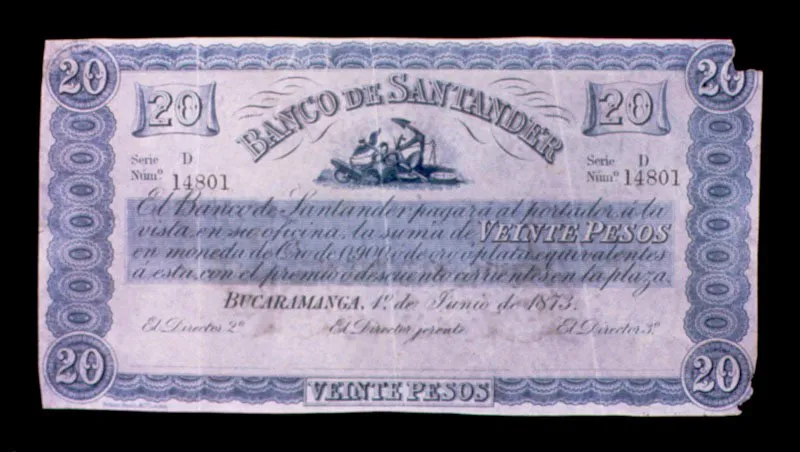 20 20
20 BANCO DE SANTANDER 20
Serie D Serie D
Núm° 14801 Núm° 14801
El Banco de Santander pagará al portador á la
vista, en su oficina, la suma de VEINTE PESOS
en moneda de Oro de 0,900, ó de oro ó plata equivalentes
a esta, con el premio ó descuento corrientes en la plaza.
BUCARAMANGA, 1º de Junio de 1873.
El Director 2º El Director gerente El Director 3º
20 VEINTE PESOS 20